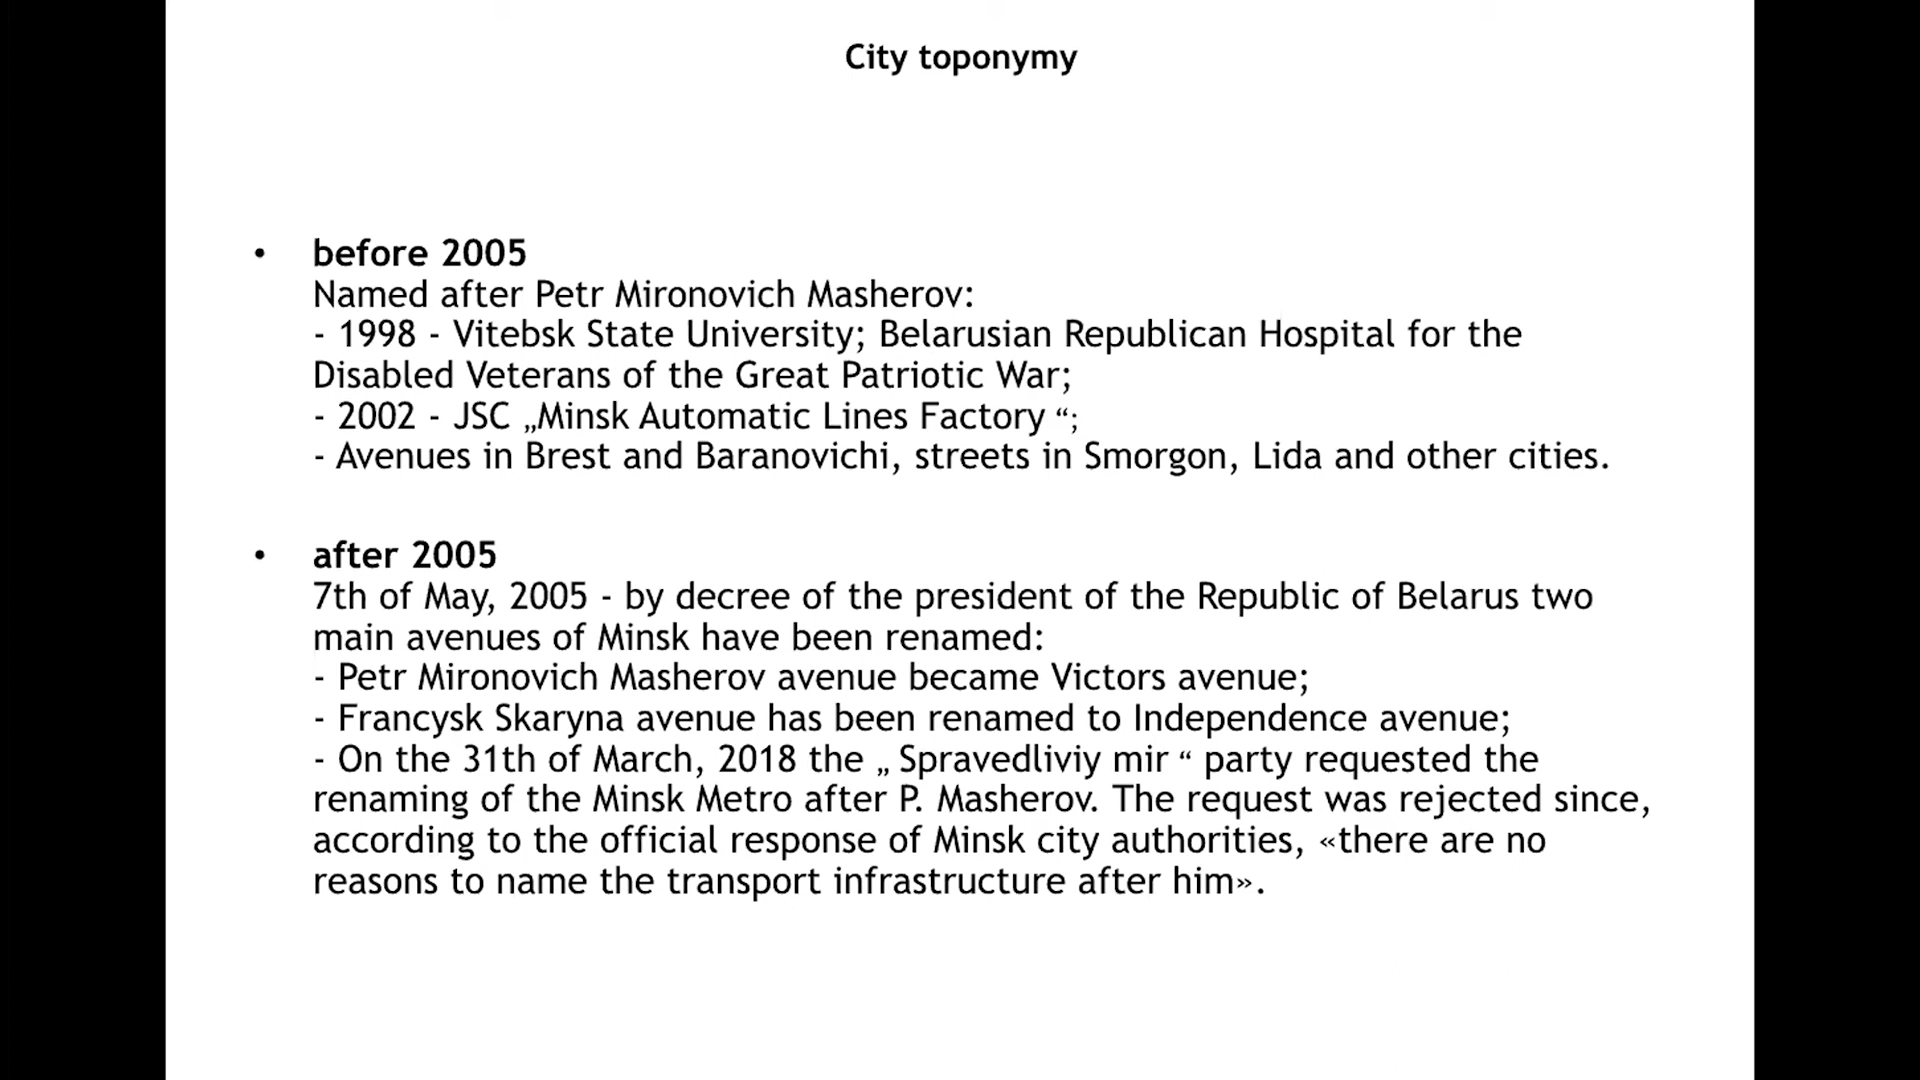 City toponymy
• before 2005
Named after Petr Mironovich Masherov:
- 1998 - Vitebsk State University; Belarusian Republican Hospital for the
Disabled Veterans of the Great Patriotic War;
- 2002 - JSC „Minsk Automatic Lines Factory “;
- Avenues in Brest and Baranovichi, streets in Smorgon, Lida and other cities.
• after 2005
7th of May, 2005 - by decree of the president of the Republic of Belarus two
main avenues of Minsk have been renamed:
- Petr Mironovich Masherov avenue became Victors avenue;
- Francysk Skaryna avenue has been renamed to Independence avenue;
- On the 31th of March, 2018 the „ Spravedliviy mir “ party requested the
renaming of the Minsk Metro after P. Masherov. The request was rejected since,
according to the official response of Minsk city authorities, «there are no
reasons to name the transport infrastructure after him».